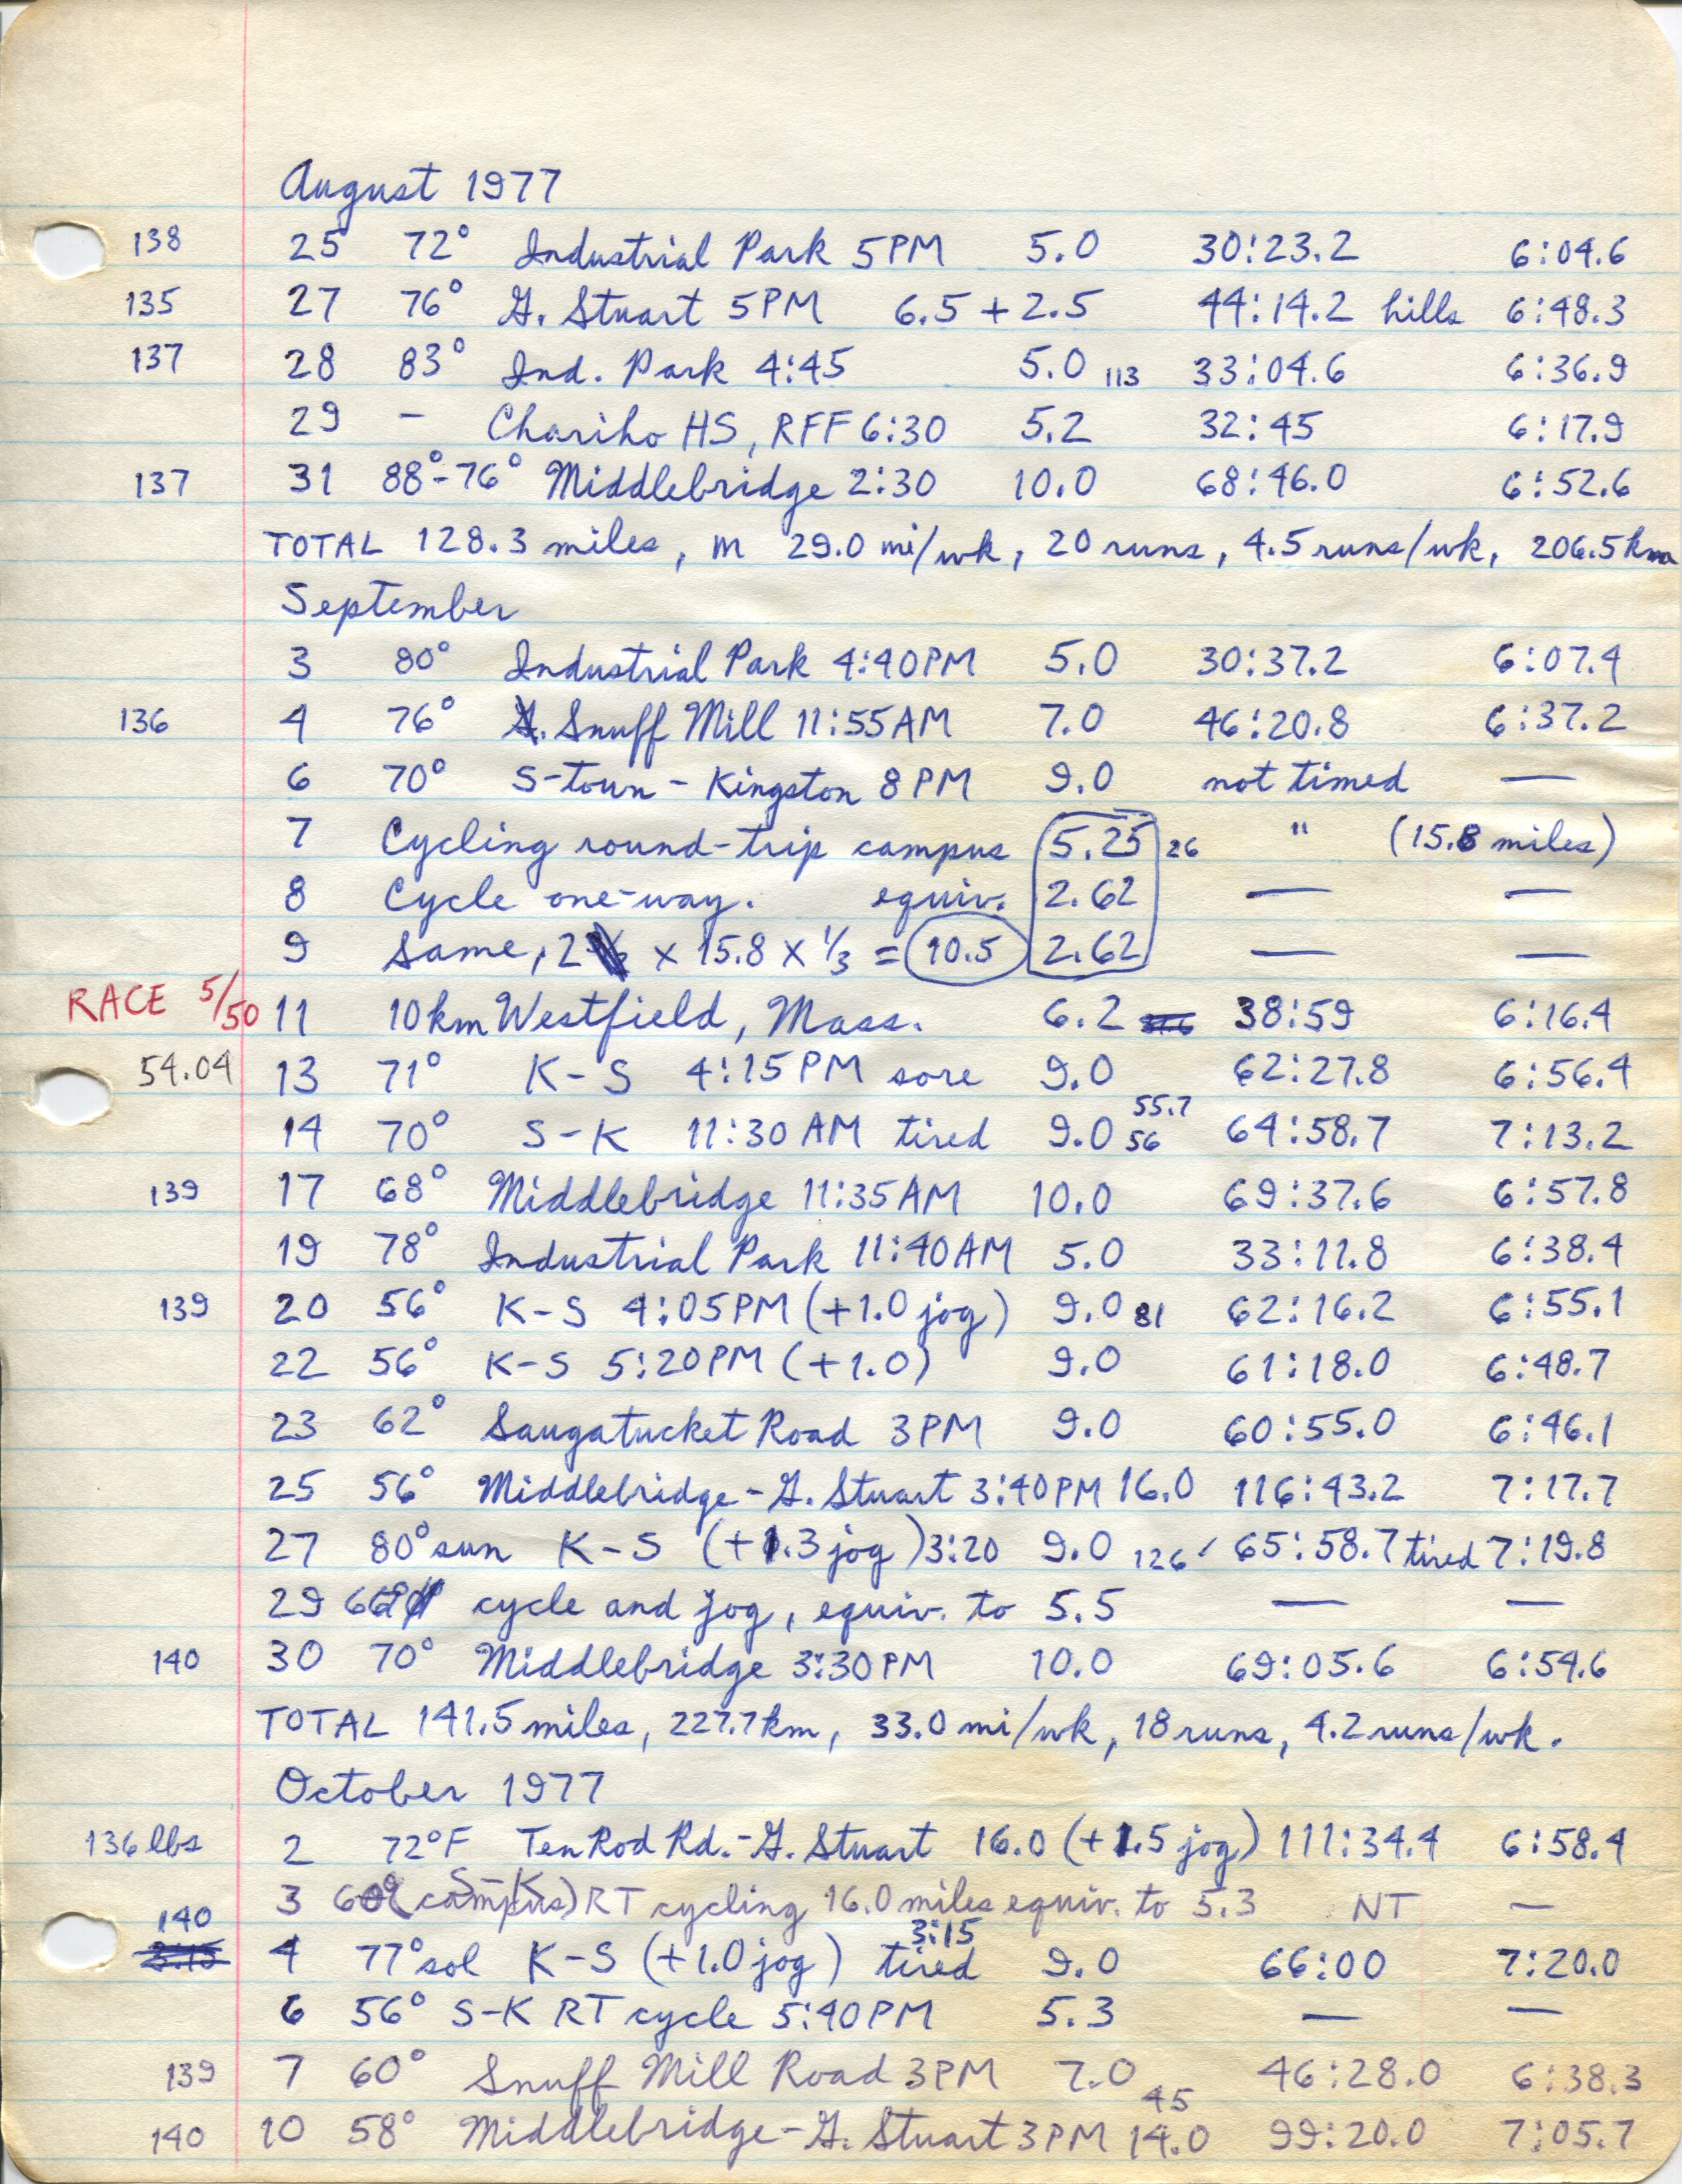 August 1977
138 25 72° Industrial Park 5PM 5.0 30:23.2 6:04.6
135 27 76° G. Stuart 5PM 6.5 + 2.5 44:14.2 hills 6:48.3
137 28 83° Ind. Park 4:45 5.0 113 33:04.6 6:36.9
29 — Chariho HS, RFF 6:30 5.2 32:45 6:17.9
137 31 88°-76° Middlebridge 2:30 10.0 68:46.0 6:52.6
TOTAL 128.3 miles, m 29.0 mi/wk, 20 runs, 4.5 runs/wk, 206.5 km
September
3 80° Industrial Park 4:40PM 5.0 30:37.2 6:07.4
136 4 76° Snuff Mill 11:55AM 7.0 46:20.8 6:37.2
6 70° S-town - Kingston 8PM 9.0 not timed —
7 Cycling round-trip campus 5.25 26 " (15.8 miles)
8 Cycle one-way. equiv. 2.62 — —
9 Same, 2 x 15.8 x 1/3 = 10.5 2.62 — —
RACE 5/50 11 10km Westfield, Mass. 6.2 38:59 6:16.4
54.04 13 71° K-S 4:15PM sore 9.0 62:27.8 6:56.4
55.7
14 70° S-K 11:30AM tired 9.0 56 64:58.7 7:13.2
139 17 68° Middlebridge 11:35AM 10.0 69:37.6 6:57.8
19 78° Industrial Park 11:40AM 5.0 33:11.8 6:38.4
139 20 56° K-S 4:05PM (+1.0 jog) 9.0 81 62:16.2 6:55.1
22 56° K-S 5:20PM (+1.0) 9.0 61:18.0 6:48.7
23 62° Saugatucket Road 3PM 9.0 60:55.0 6:46.1
25 56° Middlebridge-G. Stuart 3:40PM 16.0 116:43.2 7:17.7
27 80° sun K-S (+1.3 jog) 3:20 9.0 126 65:58.7 tired 7:19.8
29 cycle and jog, equiv. to 5.5 — —
140 30 70° Middlebridge 3:30PM 10.0 69:05.6 6:54.6
TOTAL 141.5 miles, 227.7 km, 33.0 mi/wk, 18 runs, 4.2 runs/wk.
October 1977
136 lbs 2 72°F Ten Rod Rd.-G. Stuart 16.0 (+1.5 jog) 111:34.4 6:58.4
S-K
3 (campus) RT cycling 16.0 miles equiv. to 5.3 NT —
140 3:15
4 77° sol K-S (+1.0 jog) tired 9.0 66:00 7:20.0
6 56° S-K RT cycle 5:40PM 5.3 — —
139 7 60° Snuff Mill Road 3PM 7.0 46:28.0 6:38.3
45
140 10 58° Middlebridge-G. Stuart 3PM 14.0 99:20.0 7:05.7